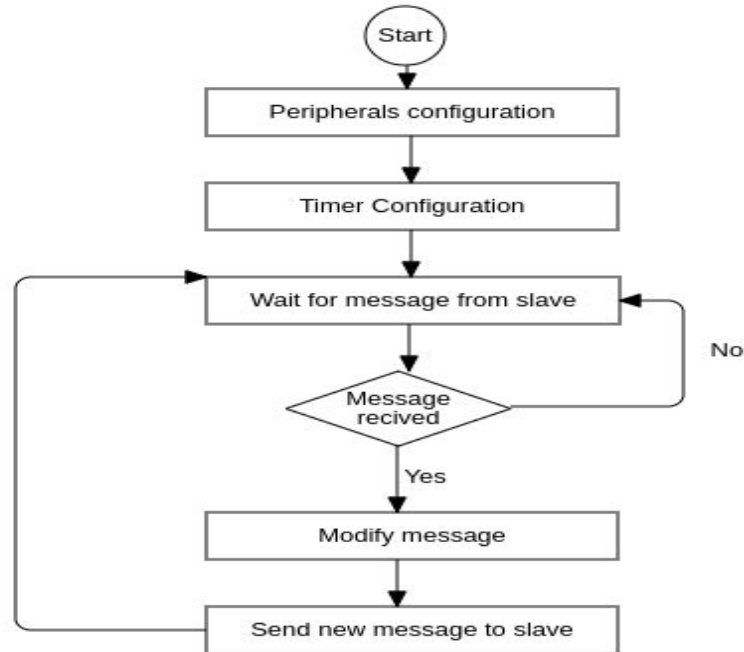 Start
Peripherals configuration
Timer Configuration
Wait for message from slave
No
Message
recived
Yes
Modify message
Send new message to slave